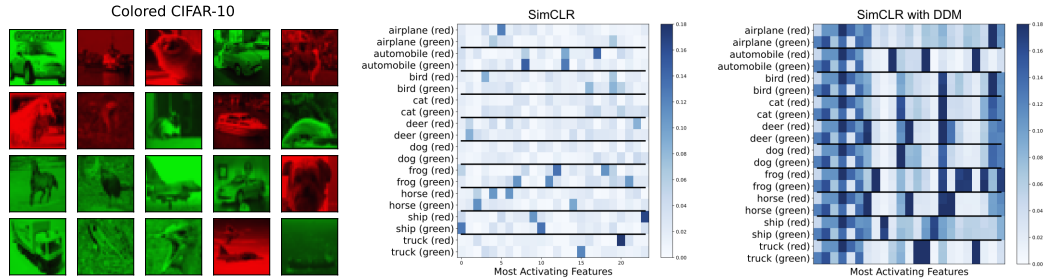 Colored CIFAR-10
SimCLR
airplane (red)
airplane (green)
automobile (red)
automobile (green)
bird (red)
bird (green)
cat (red)
cat (green)
deer (red)
deer (green)
dog (red)
dog (green)
frog (red)
frog (green)
horse (red)
horse (green)
ship (red)
ship (green)
truck (red)
truck (green)
0 5 10 15 20
Most Activating Features
0.18
0.16
0.14
0.12
0.10
0.08
0.06
0.04
0.02
0.00
SimCLR with DDM
airplane (red)
airplane (green)
automobile (red)
automobile (green)
bird (red)
bird (green)
cat (red)
cat (green)
deer (red)
deer (green)
dog (red)
dog (green)
frog (red)
frog (green)
horse (red)
horse (green)
ship (red)
ship (green)
truck (red)
truck (green)
Most Activating Features
0.18
0.16
0.14
0.12
0.10
0.08
0.06
0.04
0.02
0.00